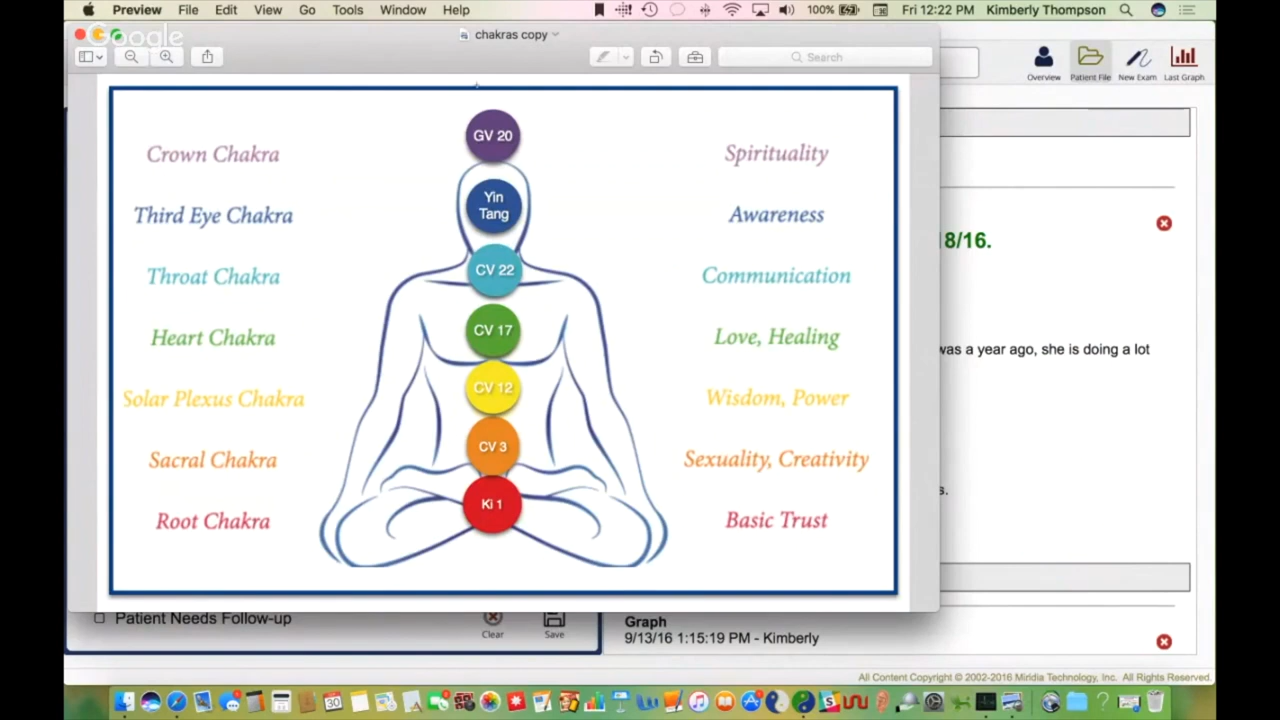 Preview File Edit View Go Tools Window Help 100% Fri 12:22 PM Kimberly Thompson
Google
chakras copy
Search
Overview Patient File New Exam Last Graph
GV 20
Crown Chakra Spirituality
Yin
Tang
Third Eye Chakra Awareness
8/16.
CV 22
Throat Chakra Communication
CV 17
Heart Chakra Love, Healing
was a year ago, she is doing a lot
CV 12
Solar Plexus Chakra Wisdom, Power
CV 3
Sacral Chakra Sexuality, Creativity
s.
Ki 1
Root Chakra Basic Trust
Patient Needs Follow-up
Clear Save
Graph
9/13/16 1:15:19 PM - Kimberly
All Content Copyright © 2002-2016 Miridia Technology, Inc. All Rights Reserved.
30